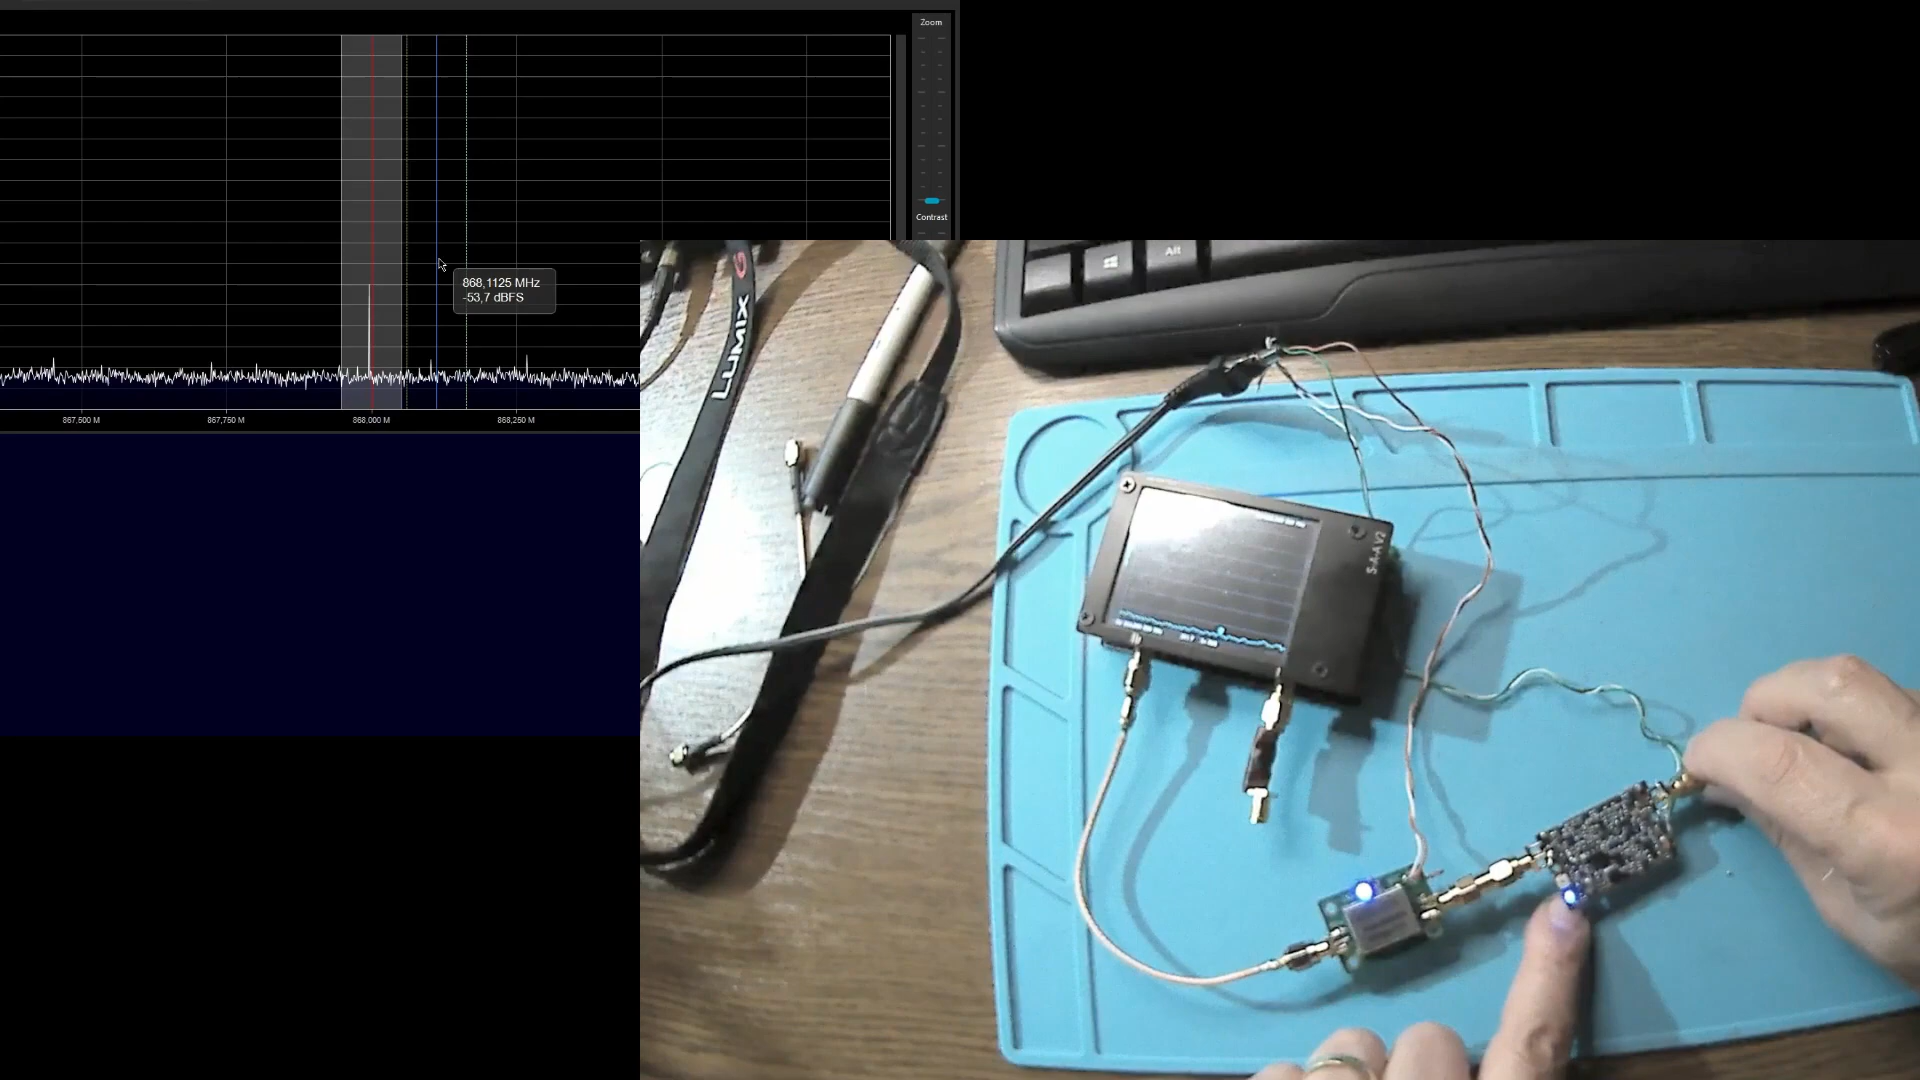 Zoom
Contrast
868,1125 MHz
-53,7 dBFS
867,500 M
867,750 M
868,000 M
868,250 M
LUMIX G
Alt
S-A-A V2